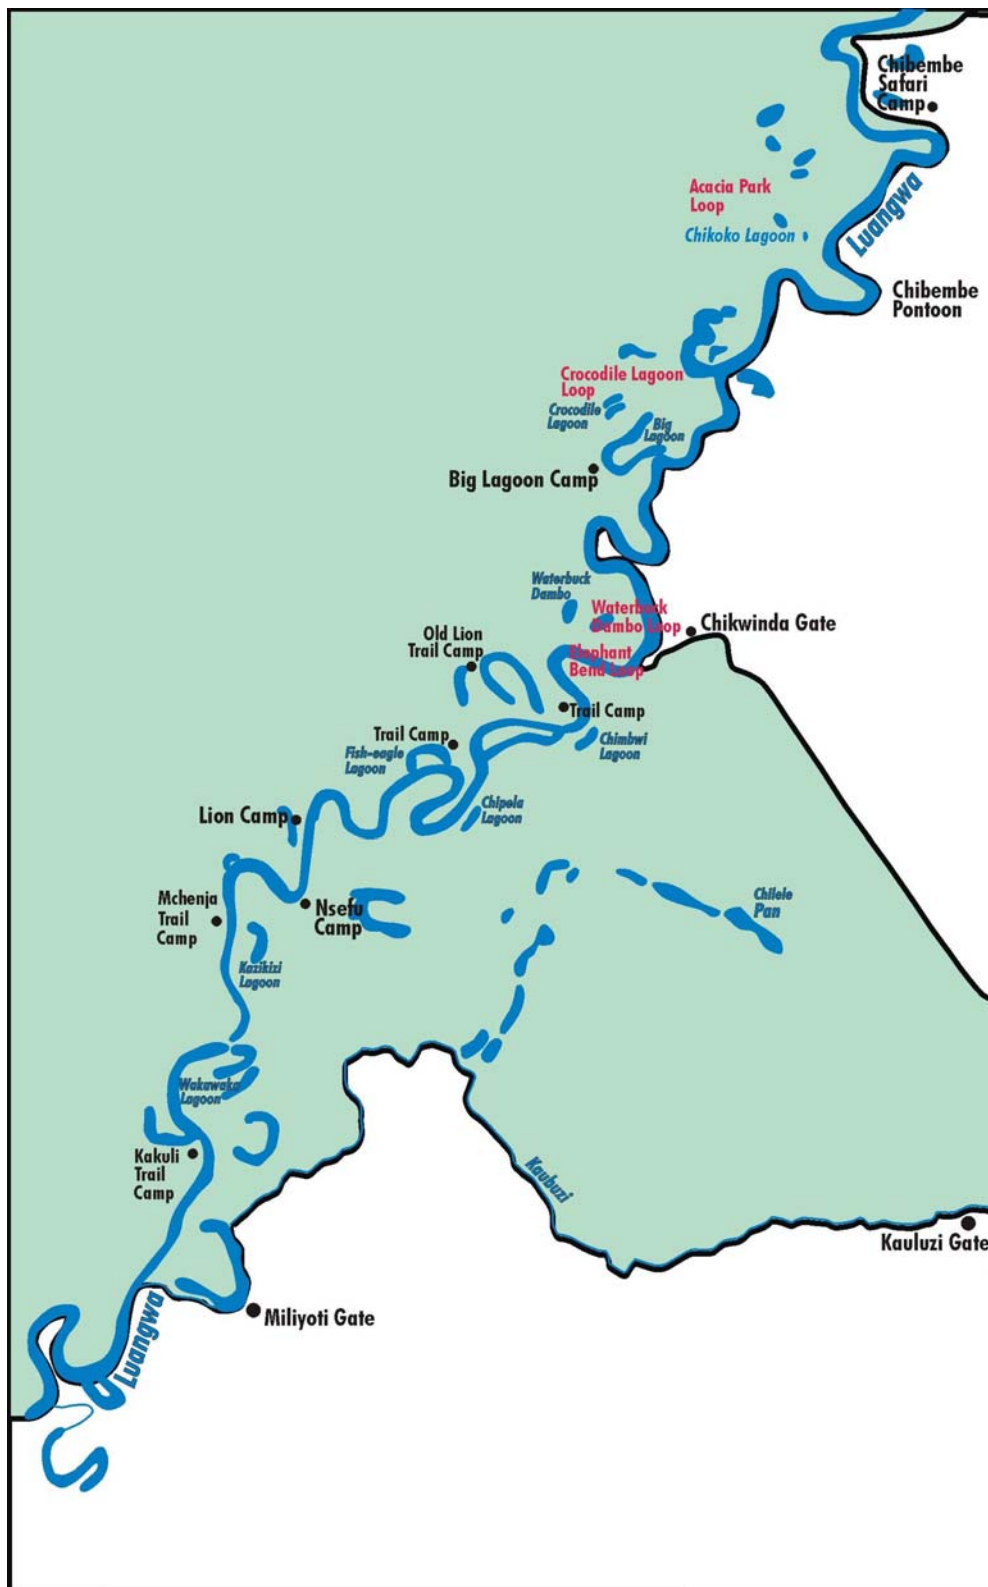 Chibembe
Safari
Camp
Acacia Park
Loop
Luangwa
Chikoko Lagoon
Chibembe
Pontoon
Crocodile Lagoon
Loop
Crocodile
Lagoon
Big
Lagoon
Big Lagoon Camp
Waterbuck
Dambo
Waterbuck
Dambo Loop
Chikwinda Gate
Old Lion
Trail Camp
Elephant
Bend Loop
Trail Camp
Trail Camp
Fish-eagle
Lagoon
Chimbwi
Lagoon
Chipela
Lagoon
Lion Camp
Mchenja
Trail
Camp
Nsefu
Camp
Chilele
Pan
Kazikizi
Lagoon
Wakawaka
Lagoon
Kakuli
Trail
Camp
Kaubuzi
Kauluzi Gate
Luangwa
Miliyoti Gate